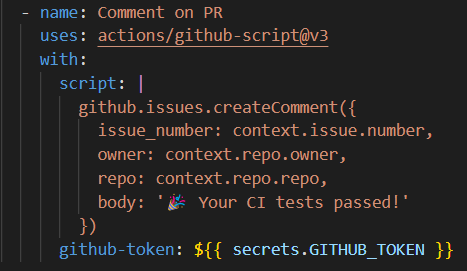 - name: Comment on PR
  uses: actions/github-script@v3
  with:
    script: |
      github.issues.createComment({
        issue_number: context.issue.number,
        owner: context.repo.owner,
        repo: context.repo.repo,
        body: '🎉 Your CI tests passed!'
      })
    github-token: ${{ secrets.GITHUB_TOKEN }}